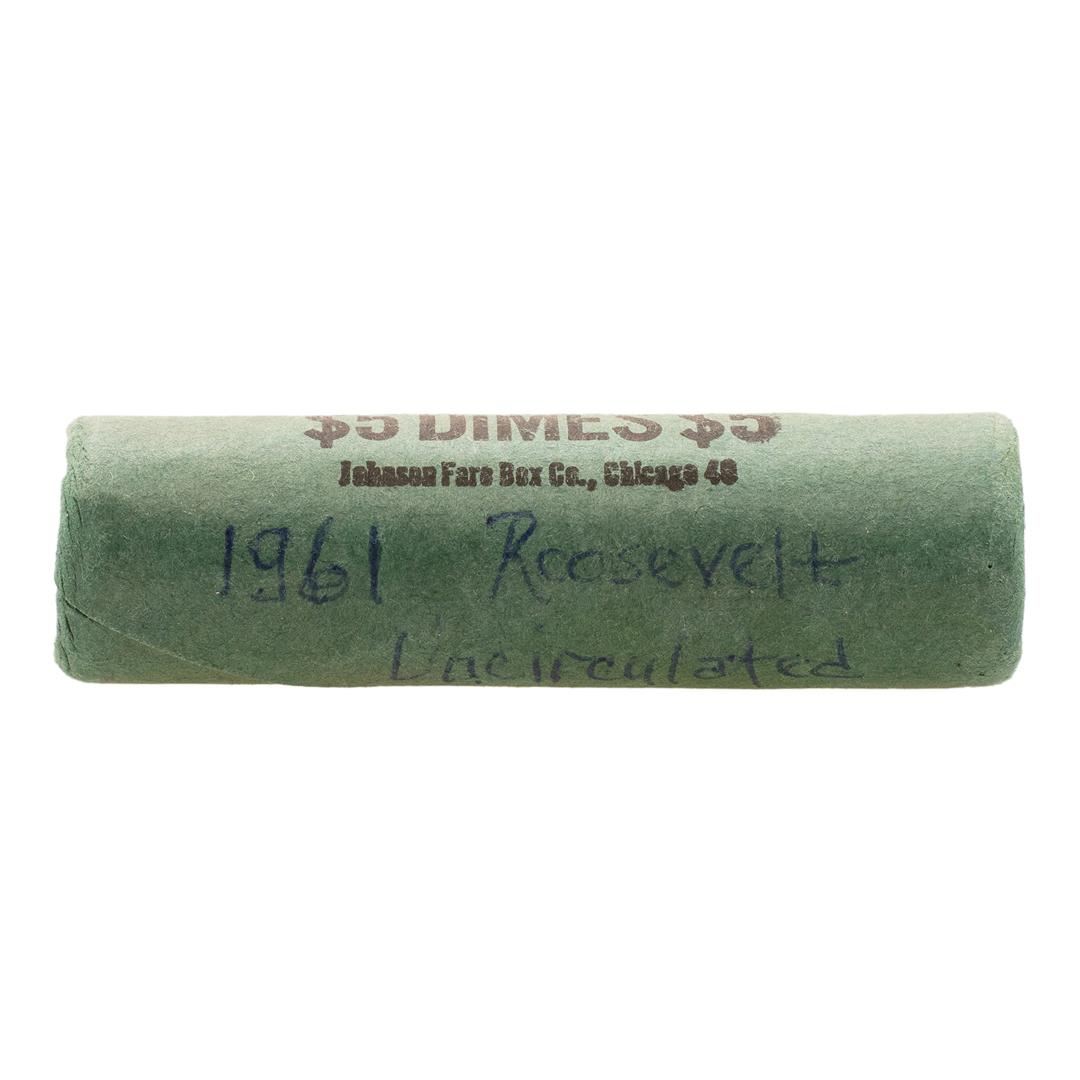 $5 DIMES $5
Johnson Fare Box Co., Chicago 40
1961 Roosevelt
Uncirculated